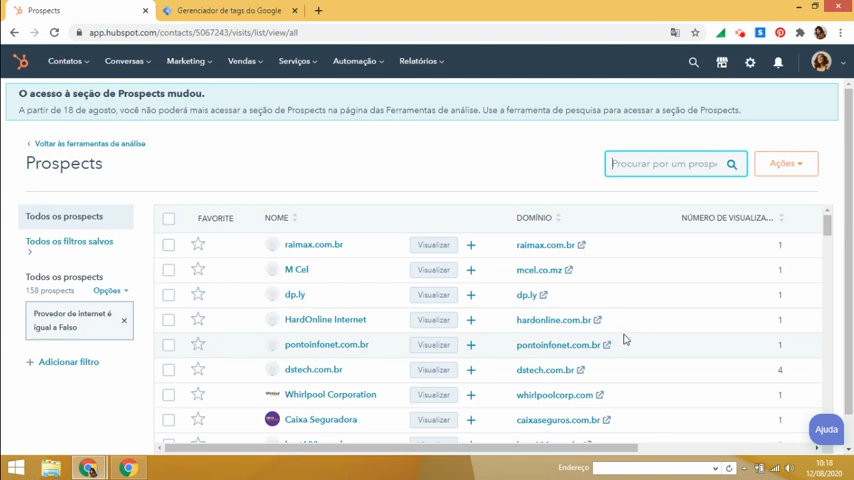 Prospects
Gerenciador de tags do Google
app.hubspot.com/contacts/5067243/visits/list/view/all
Contatos
Conversas
Marketing
Vendas
Serviços
Automação
Relatórios
O acesso à seção de Prospects mudou.
A partir de 18 de agosto, você não poderá mais acessar a seção de Prospects na página das Ferramentas de análise. Use a ferramenta de pesquisa para acessar a seção de Prospects.
Voltar às ferramentas de análise
Prospects
Procurar por um prospe
Ações
Todos os prospects
Todos os filtros salvos
Todos os prospects
158 prospects Opções
Provedor de internet é
igual a Falso
Adicionar filtro
FAVORITE NOME DOMÍNIO NÚMERO DE VISUALIZA...
raimax.com.br Visualizar raimax.com.br 1
M Cel Visualizar mcel.co.mz 1
dp.ly Visualizar dp.ly 1
HardOnline Internet Visualizar hardonline.com.br 1
pontoinfonet.com.br Visualizar pontoinfonet.com.br 1
dstech.com.br Visualizar dstech.com.br 4
Whirlpool Corporation Visualizar whirlpoolcorp.com 1
Caixa Seguradora Visualizar caixaseguros.com.br 1
Ajuda
Endereço
10:18
12/08/2020